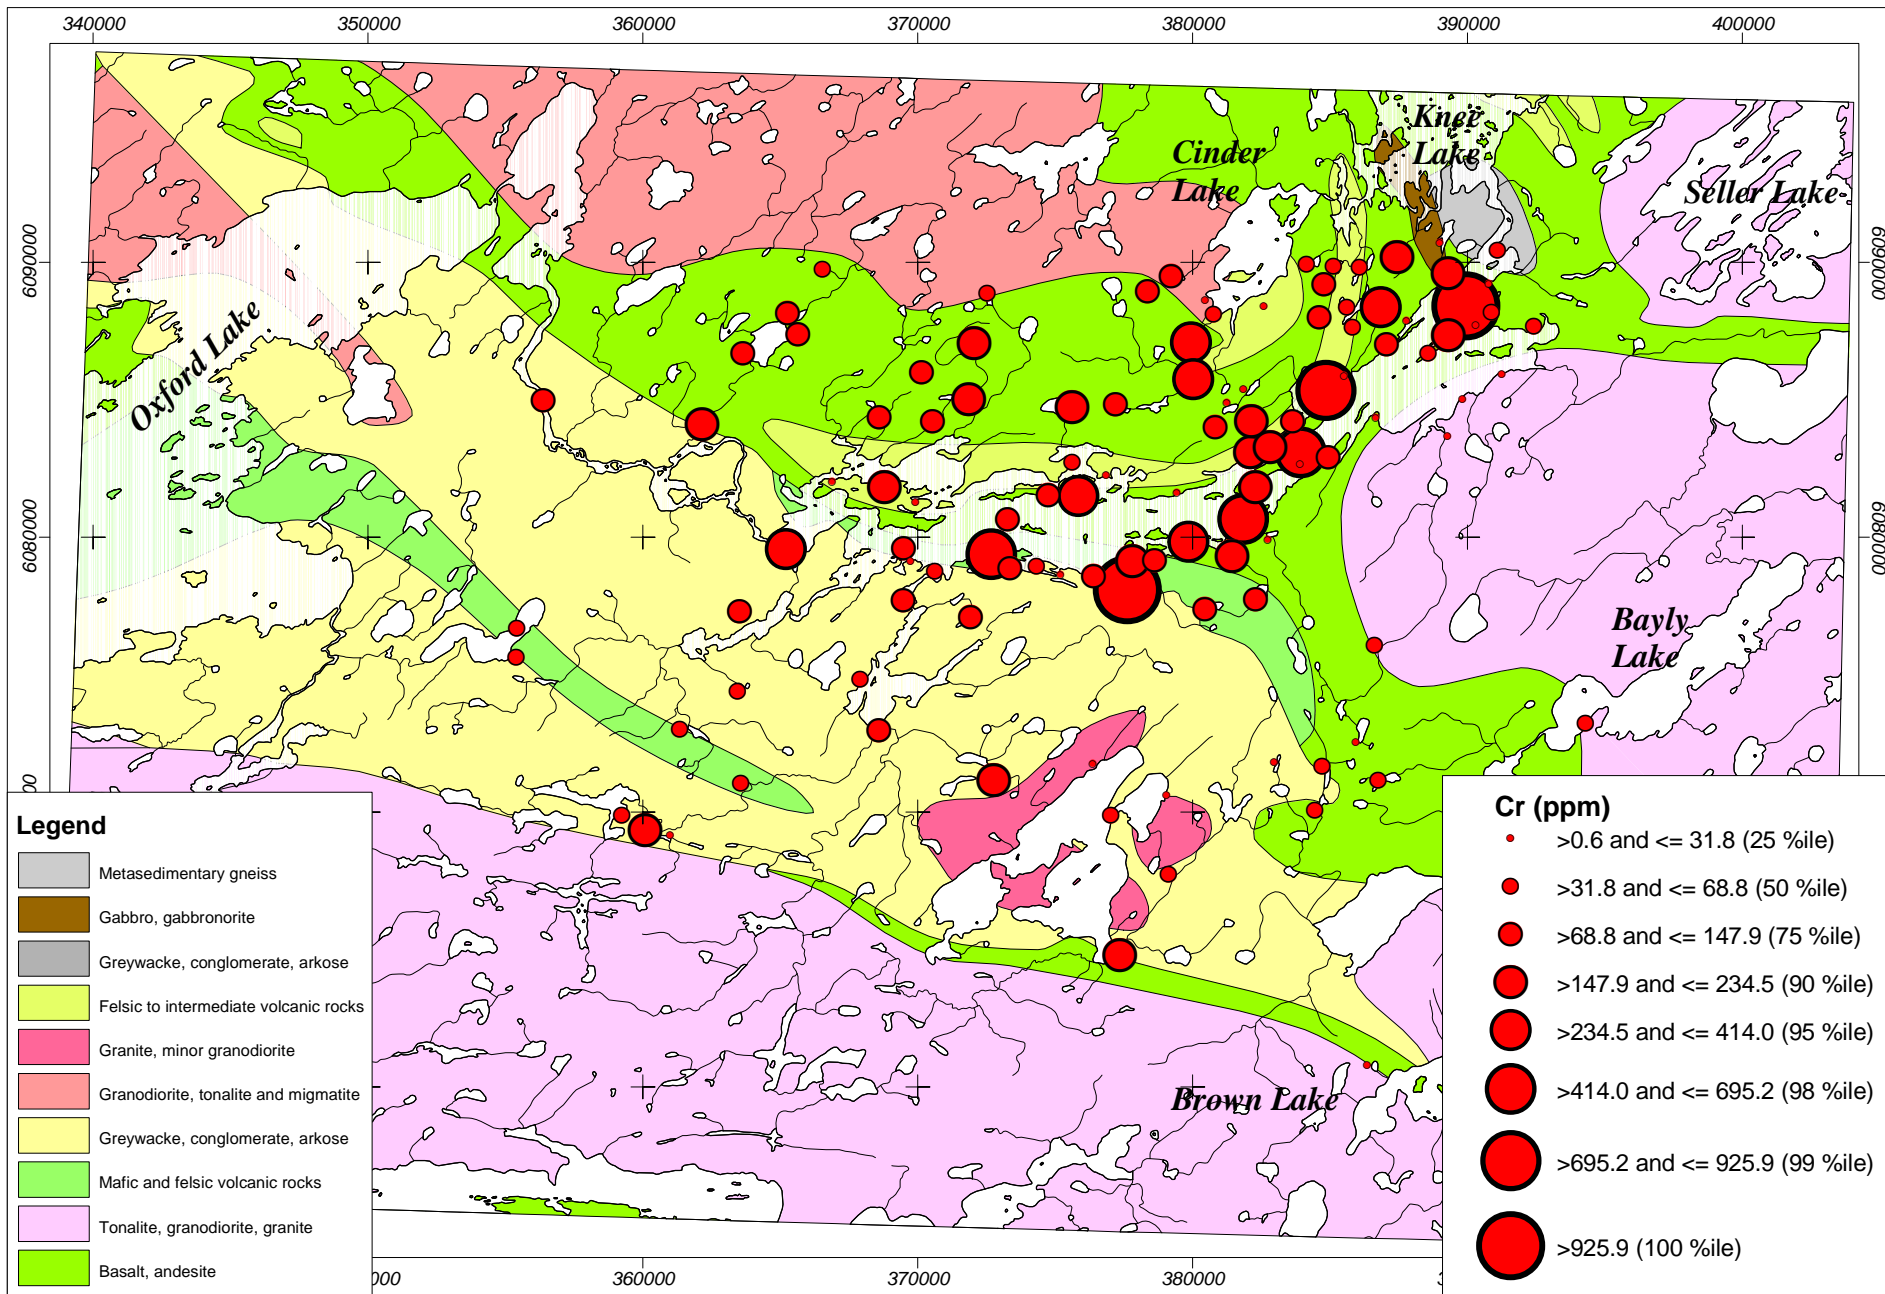 340000 350000 360000 370000 380000 390000 400000
Knee
Lake
Cinder
Lake
Seller Lake
6090000
6090000
Oxford Lake
6080000
6080000
Bayly
Lake
Brown Lake
Legend
Metasedimentary gneiss
Gabbro, gabbronorite
Greywacke, conglomerate, arkose
Felsic to intermediate volcanic rocks
Granite, minor granodiorite
Granodiorite, tonalite and migmatite
Greywacke, conglomerate, arkose
Mafic and felsic volcanic rocks
Tonalite, granodiorite, granite
Basalt, andesite
Cr (ppm)
>0.6 and <= 31.8 (25 %ile)
>31.8 and <= 68.8 (50 %ile)
>68.8 and <= 147.9 (75 %ile)
>147.9 and <= 234.5 (90 %ile)
>234.5 and <= 414.0 (95 %ile)
>414.0 and <= 695.2 (98 %ile)
>695.2 and <= 925.9 (99 %ile)
>925.9 (100 %ile)
360000 370000 380000